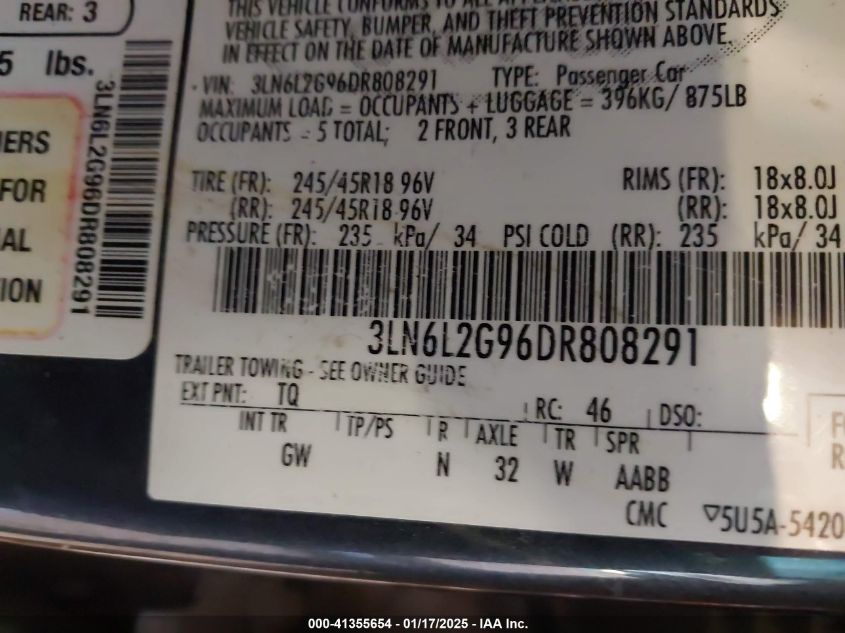 REAR: 3
5 lbs.
3LN6L2G96DR808291
IERS
FOR
AL
ION
THIS VEHICLE CONFORMS TO ALL
VEHICLE SAFETY, BUMPER, AND THEFT PREVENTION STANDARDS
IN EFFECT ON THE DATE OF MANUFACTURE SHOWN ABOVE.
VIN: 3LN6L2G96DR808291 TYPE: Passenger Car
MAXIMUM LOAD = OCCUPANTS + LUGGAGE = 396KG/ 875LB
OCCUPANTS = 5 TOTAL; 2 FRONT, 3 REAR
TIRE (FR): 245/45R18 96V RIMS (FR): 18x8.0J
(RR): 245/45R18 96V (RR): 18x8.0J
PRESSURE (FR): 235 kPa/ 34 PSI COLD (RR): 235 kPa/ 34
3LN6L2G96DR808291
TRAILER TOWING - SEE OWNER GUIDE
EXT PNT: TQ RC: 46 DSO:
INT TR TP/PS R AXLE TR SPR
GW N 32 W AABB
CMC ▽5U5A-5420
F
R
000-41355654 - 01/17/2025 - © IAA Inc.